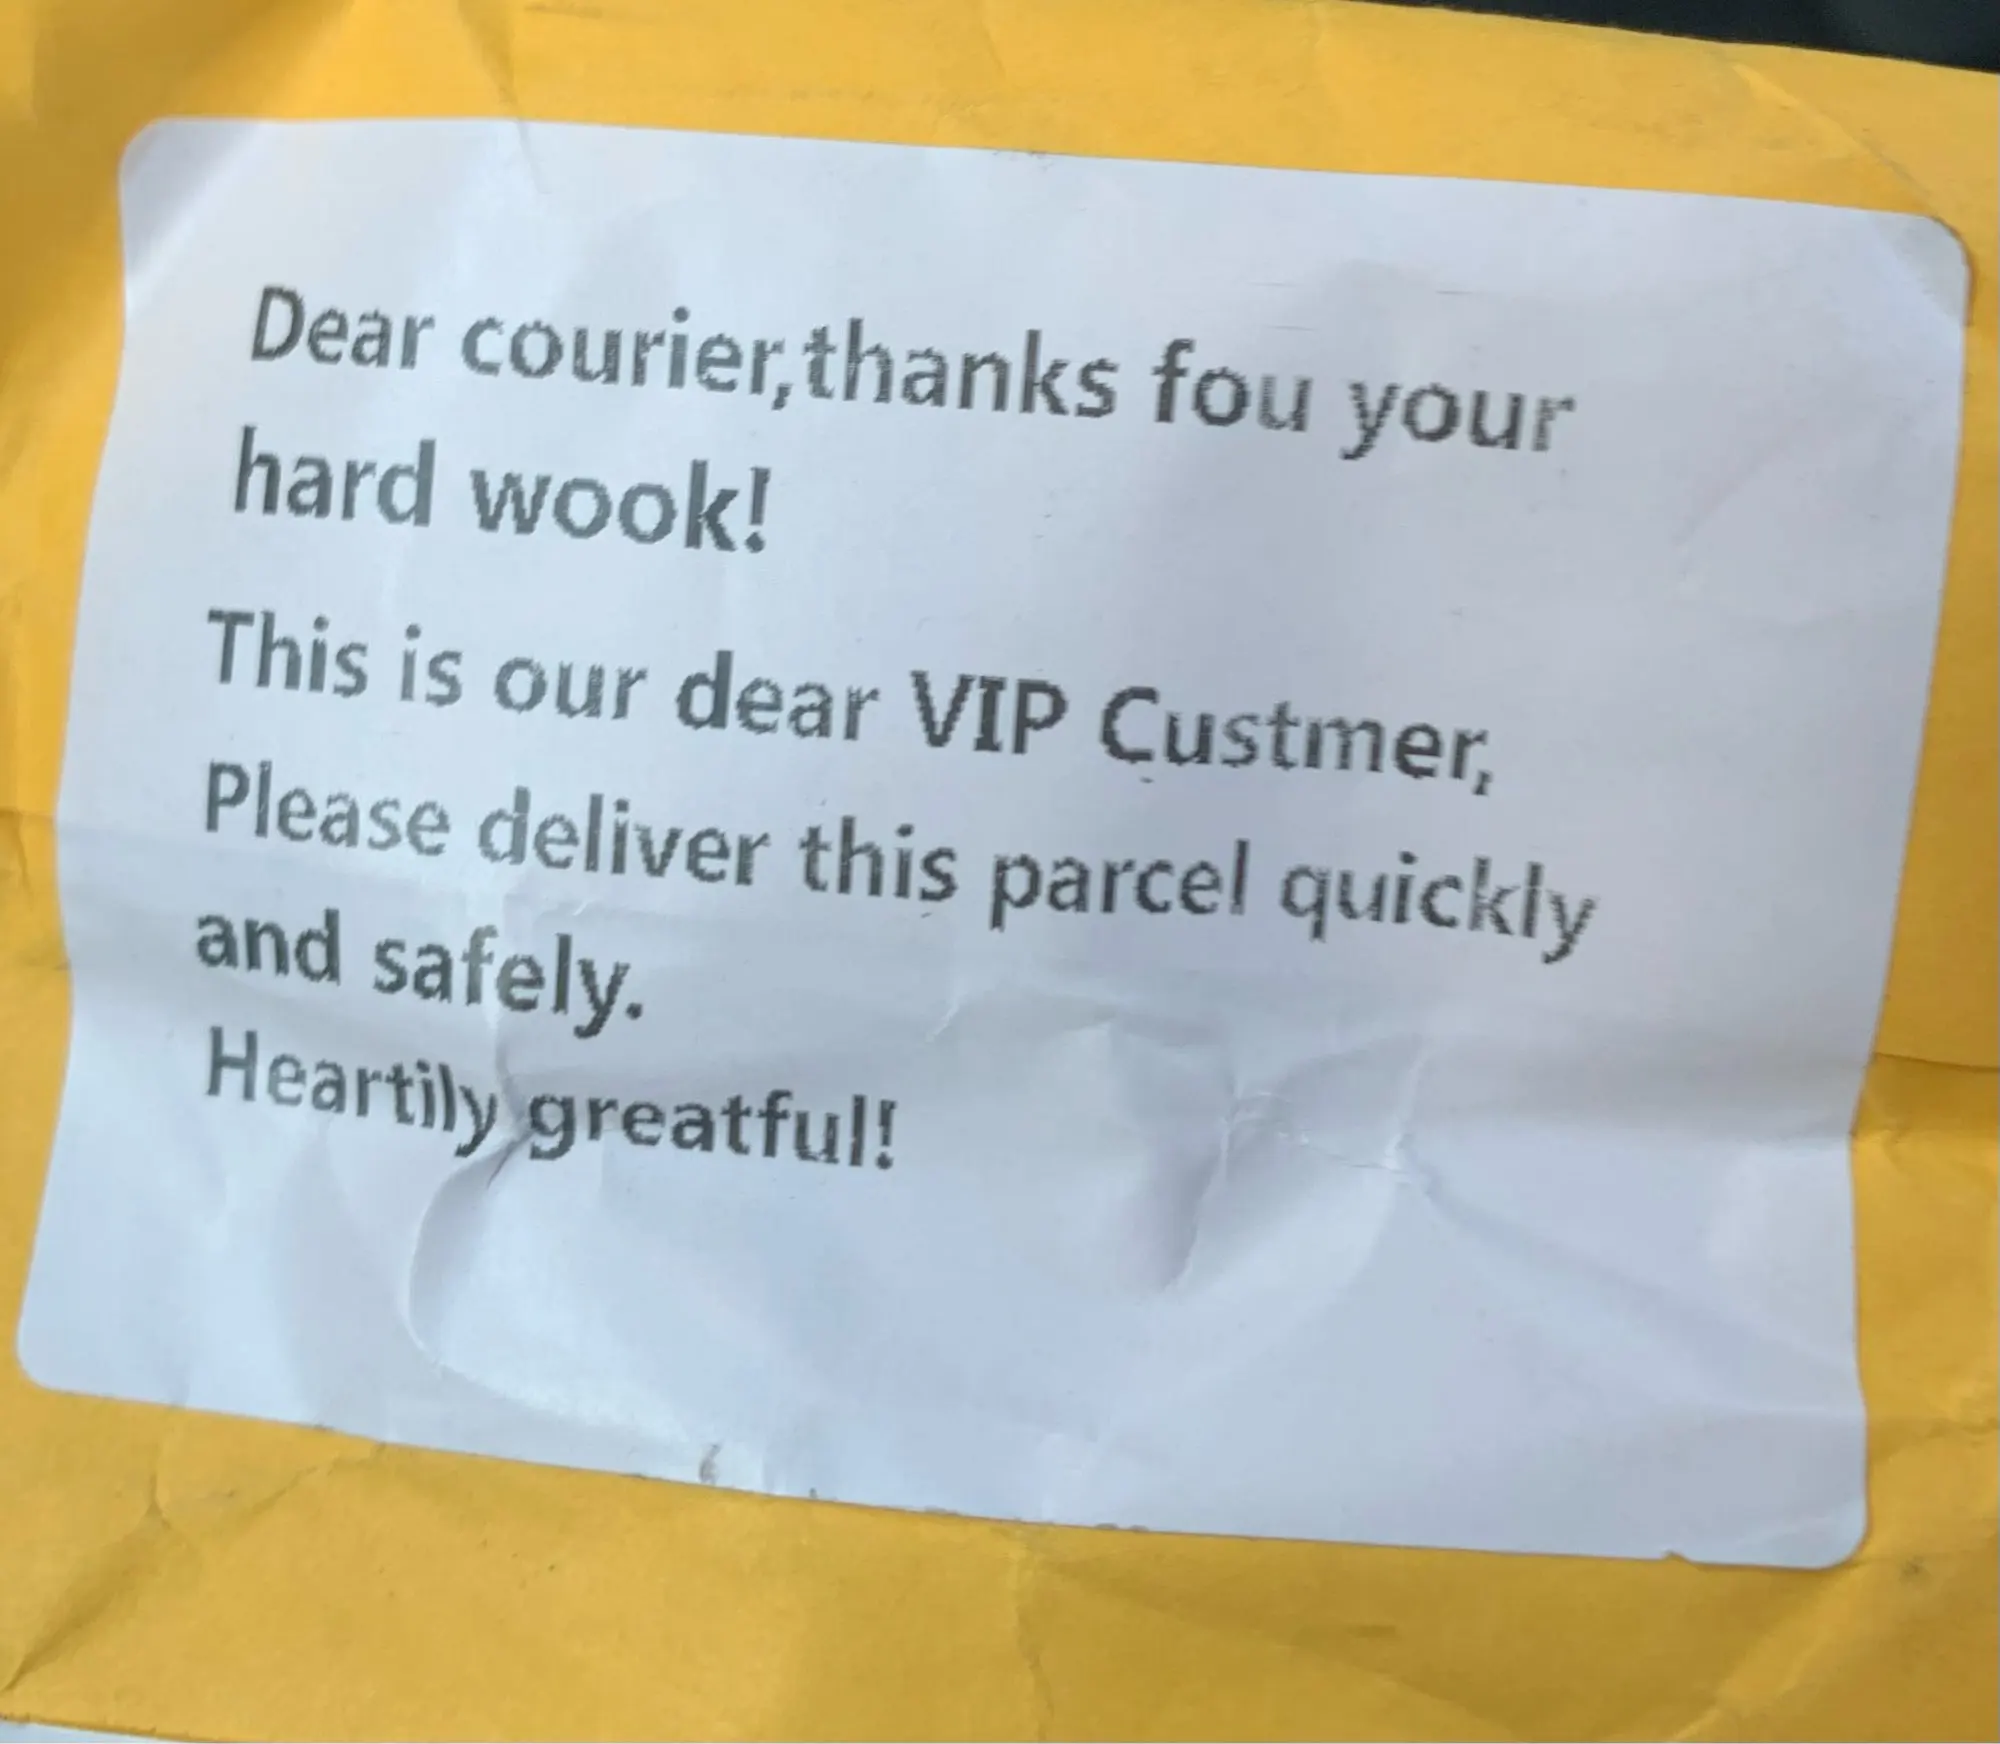 Dear courier,thanks fou your
hard wook!
This is our dear VIP Custmer,
Please deliver this parcel quickly
and safely.
Heartily greatful!